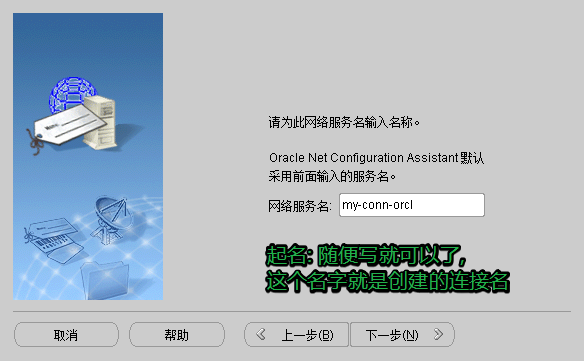 请为此网络服务名输入名称。
Oracle Net Configuration Assistant 默认
采用前面输入的服务名。
网络服务名: my-conn-orcl
起名: 随便写就可以了,
这个名字就是创建的连接名
取消 帮助 上一步(B) 下一步(N)